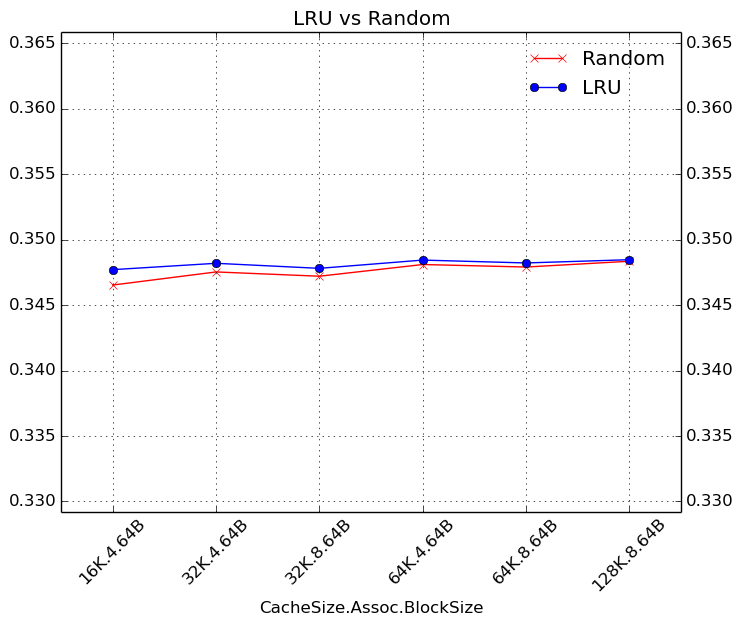 LRU vs Random
0.365 0.365
Random
LRU
0.360 0.360
0.355 0.355
0.350 0.350
0.345 0.345
0.340 0.340
0.335 0.335
0.330 0.330
16K.4.64B 32K.4.64B 32K.8.64B 64K.4.64B 64K.8.64B 128K.8.64B
CacheSize.Assoc.BlockSize